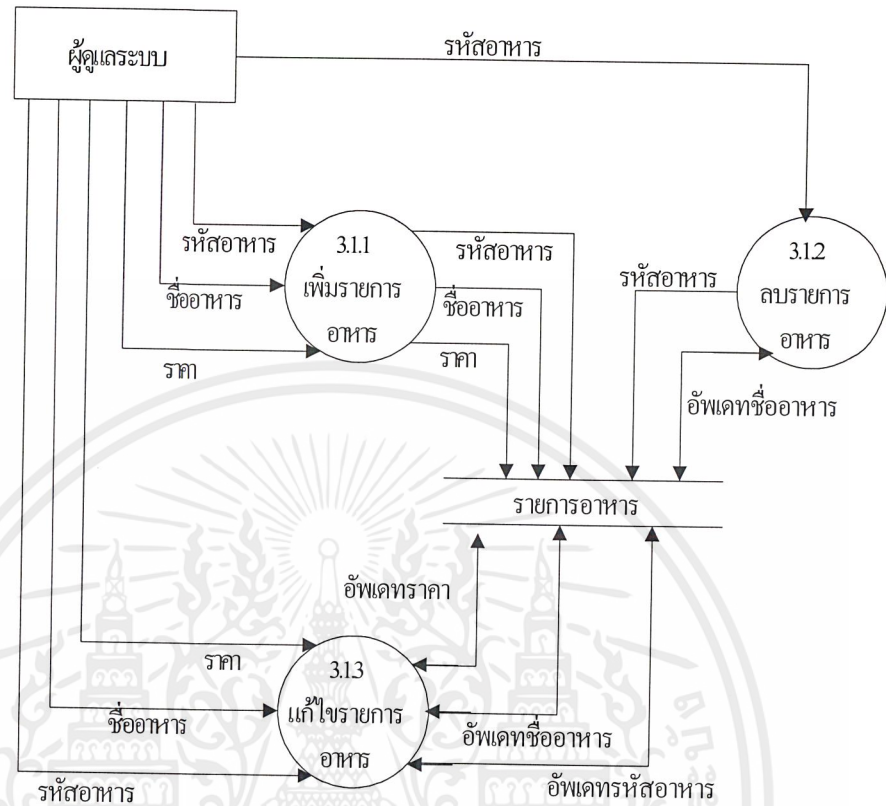 ผู้ดูแลระบบ
รหัสอาหาร
รหัสอาหาร
ชื่ออาหาร
ราคา
3.1.1
เพิ่มรายการ
อาหาร
รหัสอาหาร
ชื่ออาหาร
ราคา
3.1.2
ลบรายการ
อาหาร
รหัสอาหาร
อัพเดทชื่ออาหาร
รายการอาหาร
อัพเดทราคา
ราคา
ชื่ออาหาร
รหัสอาหาร
3.1.3
แก้ไขรายการ
อาหาร
อัพเดทชื่ออาหาร
อัพเดทรหัสอาหาร